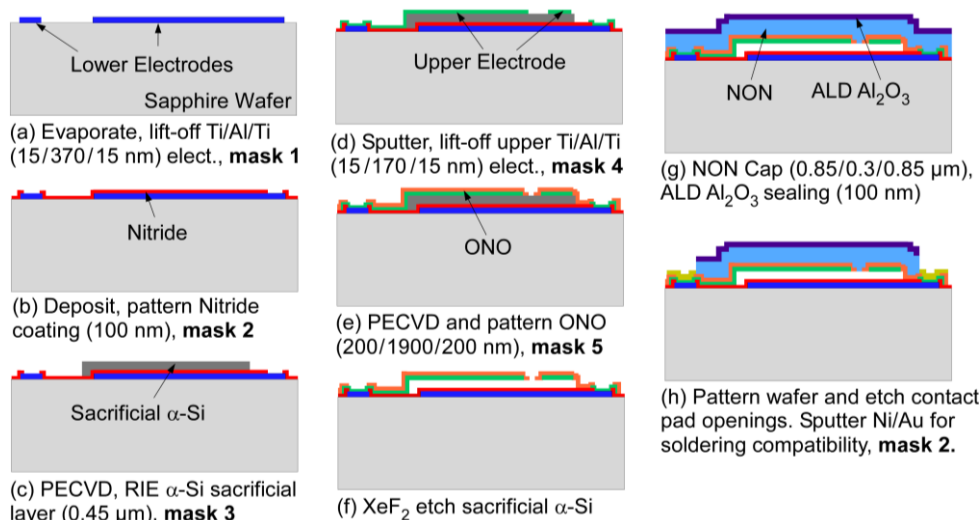 Lower Electrodes
Sapphire Wafer
(a) Evaporate, lift-off Ti/Al/Ti
(15/370/15 nm) elect., mask 1
Nitride
(b) Deposit, pattern Nitride
coating (100 nm), mask 2
Sacrificial α-Si
(c) PECVD, RIE α-Si sacrificial
layer (0.45 μm), mask 3
Upper Electrode
(d) Sputter, lift-off upper Ti/Al/Ti
(15/170/15 nm) elect., mask 4
ONO
(e) PECVD and pattern ONO
(200/1900/200 nm), mask 5
(f) XeF₂ etch sacrificial α-Si
NON
ALD Al₂O₃
(g) NON Cap (0.85/0.3/0.85 μm),
ALD Al₂O₃ sealing (100 nm)
(h) Pattern wafer and etch contact
pad openings. Sputter Ni/Au for
soldering compatibility, mask 2.